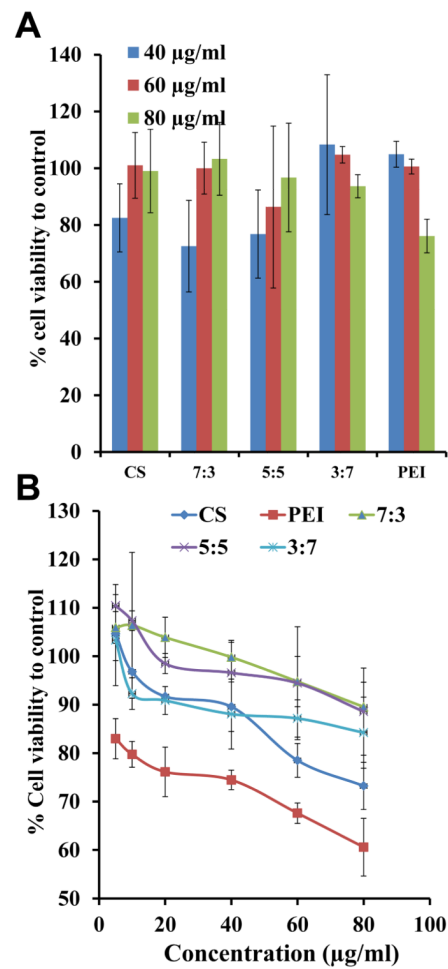 A
140
120
100
80
60
40
20
0
% cell viability to control
40 µg/ml
60 µg/ml
80 µg/ml
CS 7:3 5:5 3:7 PEI
B
CS PEI 7:3
5:5 3:7
130
120
110
100
90
80
70
60
50
% Cell viability to control
0 20 40 60 80 100
Concentration (µg/ml)